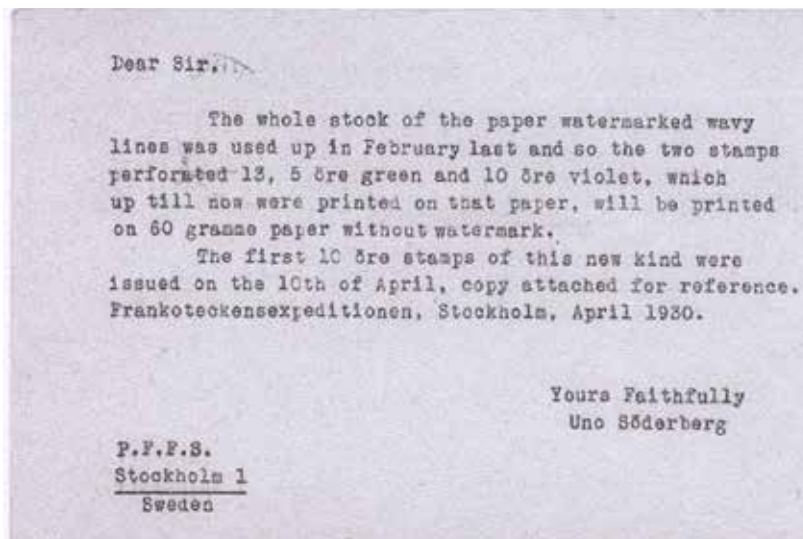 Dear Sir,
The whole stock of the paper watermarked wavy
lines was used up in February last and so the two stamps
perforated 13, 5 öre green and 10 öre violet, which
up till now were printed on that paper, will be printed
on 60 gramme paper without watermark.
The first 10 öre stamps of this new kind were
issued on the 10th of April, copy attached for reference.
Frankoteckensexpeditionen, Stockholm, April 1930.
Yours Faithfully
Uno Söderberg
P.F.F.S.
Stockholm 1
Sweden